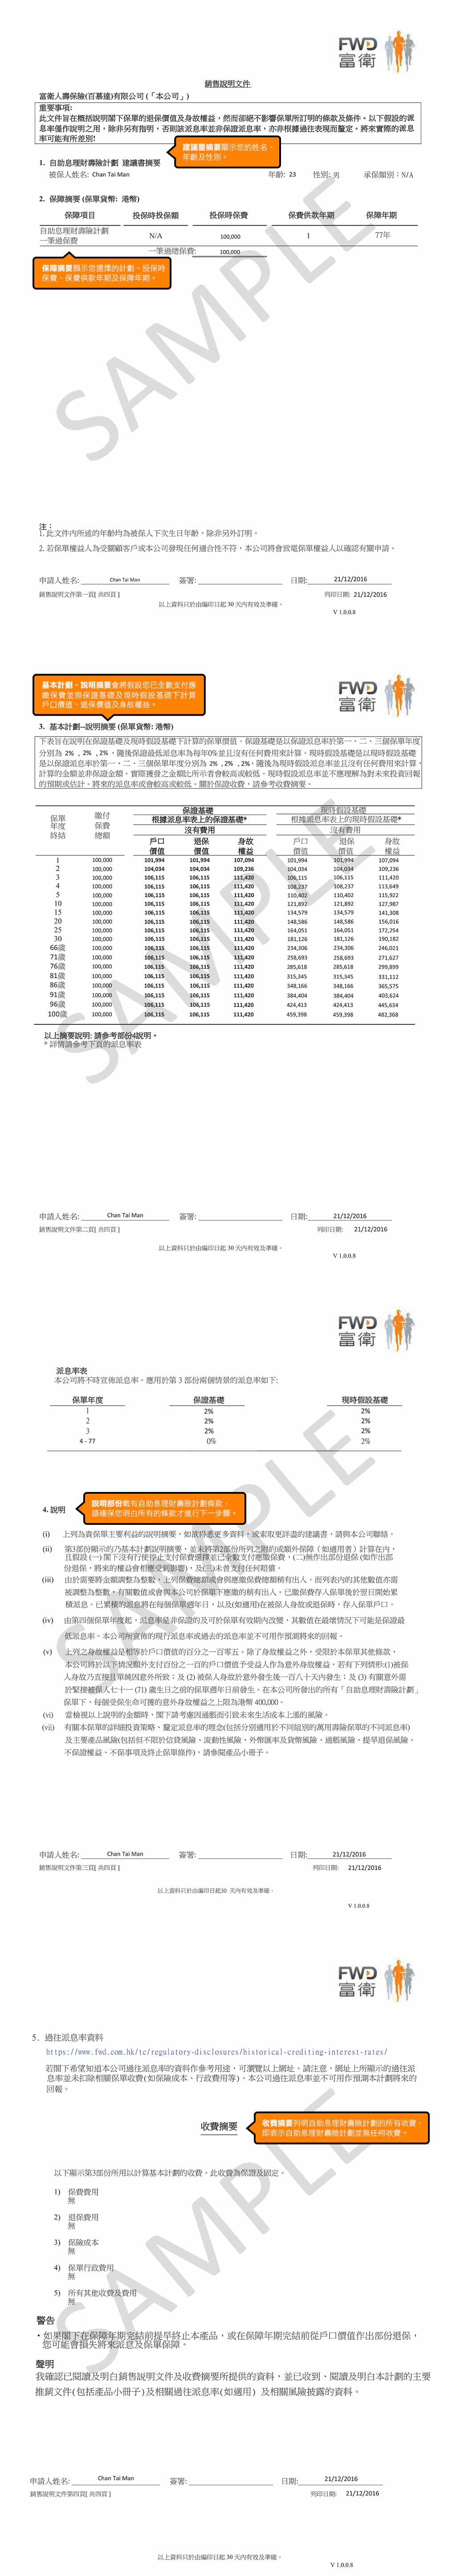 FWD
富衛
銷售說明文件
富衛人壽保險(百慕達)有限公司 (「本公司」)
重要事項:
此文件旨在概括說明閣下保單的退保價值及身故權益，然而卻絕不影響保單所訂明的條款及條件。以下假設的派
息率僅作說明之用，除非另有指明，否則該派息率並非保證派息率，亦非根據過往表現而釐定。將來實際的派息
率可能有所差別!
建議書摘要顯示您的姓名、
年齡及性別。
1. 自助息理財壽險計劃 建議書摘要
被保人姓名: Chan Tai Man 年齡: 23 性別: 男 承保類別：N/A
2. 保障摘要 (保單貨幣: 港幣)
保障項目 投保時投保額 投保時保費 保費供款年期 保障年期
自助息理財壽險計劃
一筆過保費 N/A 100,000 1 77年
一筆過總保費: 100,000
保障摘要顯示您選擇的計劃、投保時
保費、保費供款年期及保障年期。
SAMPLE
注：
1. 此文件內所述的年齡均為被保人下次生日年齡，除非另外訂明。
2. 若保單權益人為受關顧客戶或本公司發現任何適合性不符，本公司將會致電保單權益人以確認有關申請。
申請人姓名: Chan Tai Man 簽署: 日期: 21/12/2016
銷售說明文件第一頁[ 共四頁 ] 列印日期: 21/12/2016
以上資料只於由編印日起 30 天內有效及準確。
V 1.0.0.8
基本計劃、說明摘要會將假設您已全數支付應
繳保費並照保證基礎及現時假設基礎下計算
戶口價值、退保價值及身故權益。
FWD
富衛
3. 基本計劃--說明摘要 (保單貨幣: 港幣)
下表旨在說明在保證基礎及現時假設基礎下計算的保單價值。保證基礎是以保證派息率於第一、二、三個保單年度
分別為 2% , 2% , 2%，隨後保證最低派息率為每年0%並且沒有任何費用來計算。現時假設基礎是以現時假設基礎
是以保證派息率於第一、二、三個保單年度分別為 2% , 2% , 2%，隨後為現時假設派息率並且沒有任何費用來計算，
計算的金額並非保證金額。實際獲發之金額比所示者會較高或較低。現時假設派息率並不應理解為對未來投資回報
的預期或估計。將來的派息率或會較高或較低。關於保證收費，請參考收費摘要。
保單年度終結 繳付保費總額 保證基礎 現時假設基礎
根據派息率表上的保證基礎* 根據派息率表上的現時假設基礎*
沒有費用 沒有費用
戶口價值 退保價值 身故權益 戶口價值 退保價值 身故權益
1 100,000 101,994 101,994 107,094 101,994 101,994 107,094
2 100,000 104,034 104,034 109,236 104,034 104,034 109,236
3 100,000 106,115 106,115 111,420 106,115 106,115 111,420
4 100,000 106,115 106,115 111,420 108,237 108,237 113,649
5 100,000 106,115 106,115 111,420 110,402 110,402 115,922
10 100,000 106,115 106,115 111,420 121,892 121,892 127,987
15 100,000 106,115 106,115 111,420 134,579 134,579 141,308
20 100,000 106,115 106,115 111,420 148,586 148,586 156,016
25 100,000 106,115 106,115 111,420 164,051 164,051 172,254
30 100,000 106,115 106,115 111,420 181,126 181,126 190,182
66歲 100,000 106,115 106,115 111,420 234,306 234,306 246,021
71歲 100,000 106,115 106,115 111,420 258,693 258,693 271,627
76歲 100,000 106,115 106,115 111,420 285,618 285,618 299,899
81歲 100,000 106,115 106,115 111,420 315,345 315,345 331,112
86歲 100,000 106,115 106,115 111,420 348,166 348,166 365,575
91歲 100,000 106,115 106,115 111,420 384,404 384,404 403,624
96歲 100,000 106,115 106,115 111,420 424,413 424,413 445,634
100歲 100,000 106,115 106,115 111,420 459,398 459,398 482,368
以上摘要說明: 請參考部份4說明。
* 詳情請參考下頁的派息率表
SAMPLE
申請人姓名: Chan Tai Man 簽署: 日期: 21/12/2016
銷售說明文件第二頁[ 共四頁 ] 列印日期: 21/12/2016
以上資料只於由編印日起 30 天內有效及準確。
V 1.0.0.8
FWD
富衛
派息率表
本公司將不時宣佈派息率。應用於第 3 部份兩個情景的派息率如下:
保單年度 保證基礎 現時假設基礎
1 2% 2%
2 2% 2%
3 2% 2%
4 - 77 0% 2%
4. 說明
說明部份載有自助息理財壽險計劃條款，
請確保您明白所有的條款才進行下一步驟。
(i) 上列為貴保單主要利益的說明摘要，如欲得悉更多資料，或索取更詳盡的建議書，請與本公司聯絡。
(ii) 第3部份顯示的乃基本計劃說明摘要，並未將第2部份所列之附約或額外保障（如適用者）計算在內，
且假設 (一) 閣下沒有行使停止支付保費選擇並已全數支付應繳保費，(二)無作出部份退保 (如作出部
份退保，將來的權益會相應受到影響)，及(三)未曾支付任何賠償。
(iii) 由於需要將金額調整為整數，上列保費總額或會與應繳保費總額稍有出入。而列表內的其他數值亦需
被調整為整數，有關數值或會與本公司於保單下應繳的稍有出入。已繳保費存入保單後於翌日開始累
積派息。已累積的派息將在每個保單週年日，以及(如適用)在被保人身故或退保時，存入保單戶口。
(iv) 由第四個保單年度起，派息率是非保證的及可於保單有效期內改變，其數值在最壞情況下可能是保證最
低派息率。本公司所宣佈的現行派息率或過去的派息率並不可用作預測將來的回報。
(v) 上列之身故權益是相等於戶口價值的百分之一百零五。除了身故權益之外，受限於本保單其他條款，
本公司將於以下情況額外支付百分之一百的戶口價值予受益人作為意外身故權益，若有下列情形:(1)被保
人身故乃直接且單純因意外所致；及 (2) 被保人身故於意外發生後一百八十天內發生；及 (3) 有關意外需
於緊接被保人七十一 (71) 歲生日之前的保單週年日前發生。在本公司所發出的所有「自助息理財壽險計劃」
保單下，每個受保生命可獲的意外身故權益之上限為港幣 400,000。
(vi) 當檢視以上說明的金額時，閣下請考慮因通脹而引致未來生活成本上漲的風險。
(vii) 有關本保單的詳細投資策略、釐定派息率的理念(包括分別適用於不同組別的萬用壽險保單的不同派息率)
及主要產品風險(包括但不限於信貸風險、流動性風險、外幣匯率及貨幣風險、通脹風險、提早退保風險、
不保證權益、不保事項及終止保單條件)，請參閱產品小冊子。
SAMPLE
申請人姓名: Chan Tai Man 簽署: 日期: 21/12/2016
銷售說明文件第三頁[ 共四頁 ] 列印日期: 21/12/2016
以上資料只於由編印日起30 天內有效及準確。
V 1.0.0.8
FWD
富衛
5. 過往派息率資料
https://www.fwd.com.hk/tc/regulatory-disclosures/historical-crediting-interest-rates/
若閣下希望知道本公司過往派息率的資料作參考用途，可瀏覽以上網址。請注意，網址上所顯示的過往派
息率並未扣除相關保單收費(如保險成本、行政費用等)。本公司過往派息率並不可用作預測本計劃將來的
回報。
收費摘要
收費摘要列明自助息理財壽險計劃的所有收費，
即表示自助息理財壽險計劃並無任何收費。
以下顯示第3部份所用以計算基本計劃的收費。此收費為保證及固定。
1) 保費費用
無
2) 退保費用
無
3) 保險成本
無
4) 保單行政費用
無
5) 所有其他收費及費用
無
SAMPLE
警告
・如果閣下在保障年期完結前提早終止本產品，或在保障年期完結前從戶口價值作出部份退保，
您可能會損失將來派息及保單保障。
聲明
我確認已閱讀及明白銷售說明文件及收費摘要所提供的資料，並已收到、閱讀及明白本計劃的主要
推銷文件(包括產品小冊子)及相關過往派息率(如適用) 及相關風險披露的資料。
申請人姓名: Chan Tai Man 簽署: 日期: 21/12/2016
銷售說明文件第四頁[ 共四頁 ] 列印日期: 21/12/2016
以上資料只於由編印日起 30 天內有效及準確。
V 1.0.0.8